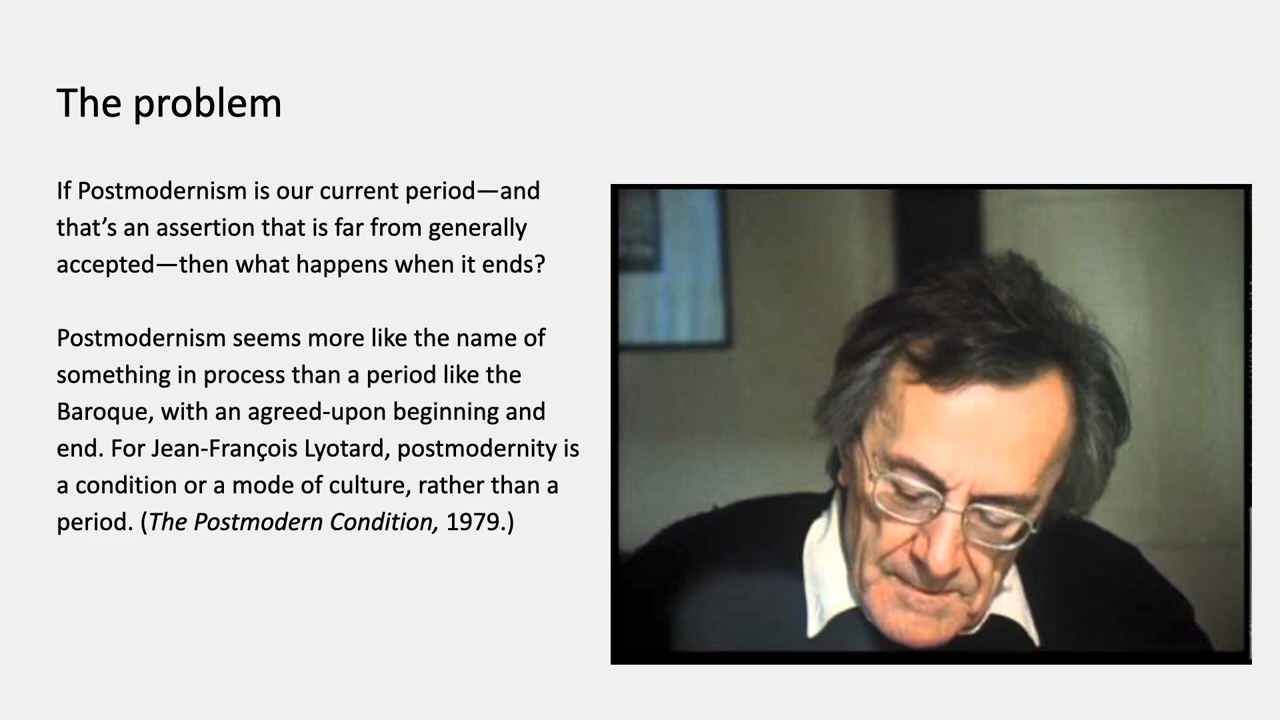 The problem
If Postmodernism is our current period—and
that’s an assertion that is far from generally
accepted—then what happens when it ends?
Postmodernism seems more like the name of
something in process than a period like the
Baroque, with an agreed-upon beginning and
end. For Jean-François Lyotard, postmodernity is
a condition or a mode of culture, rather than a
period. (The Postmodern Condition, 1979.)